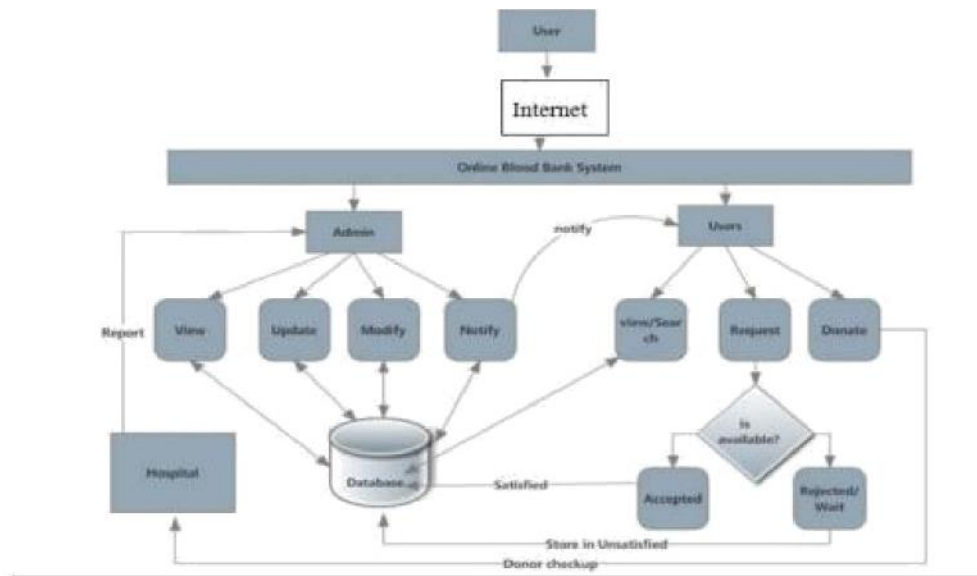 User
Internet
Online Blood Bank System
Admin
Users
notify
Report
View
Update
Modify
Notify
view/Sear
ch
Request
Donate
Is
available?
Hospital
Database
Satisfied
Accepted
Rejected/
Wait
Store in Unsatisfied
Donor checkup